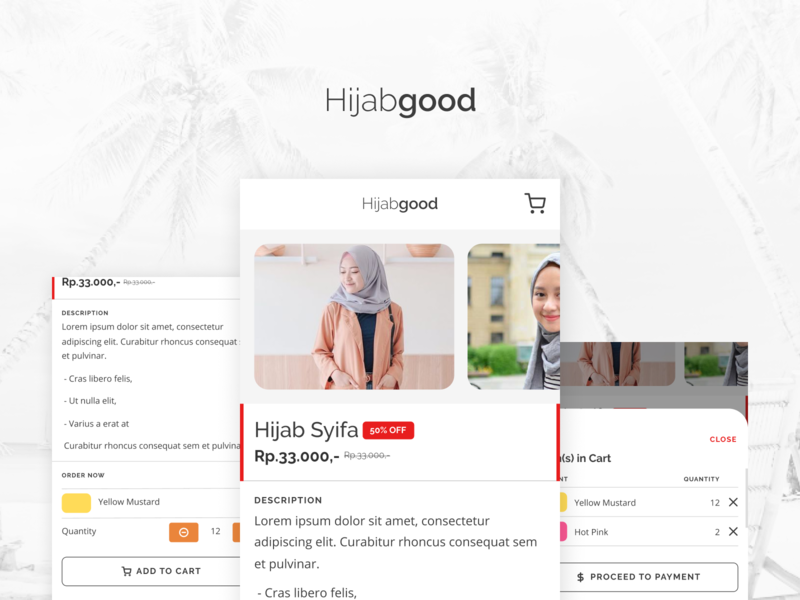 Hijabgood
Hijabgood
Hijab Syifa 50% OFF
Rp.33.000,- Rp.33.000,-
DESCRIPTION
Lorem ipsum dolor sit amet, consectetur
adipiscing elit. Curabitur rhoncus consequat sem
et pulvinar.
- Cras libero felis,
Rp.33.000,- Rp.33.000,-
DESCRIPTION
Lorem ipsum dolor sit amet, consectetur
adipiscing elit. Curabitur rhoncus consequat
et pulvinar.
- Cras libero felis,
- Ut nulla elit,
- Varius a erat at
Curabitur rhoncus consequat sem et pulvina
ORDER NOW
Yellow Mustard
Quantity 12
ADD TO CART
CLOSE
(s) in Cart
NT QUANTITY
Yellow Mustard 12
Hot Pink 2
$ PROCEED TO PAYMENT